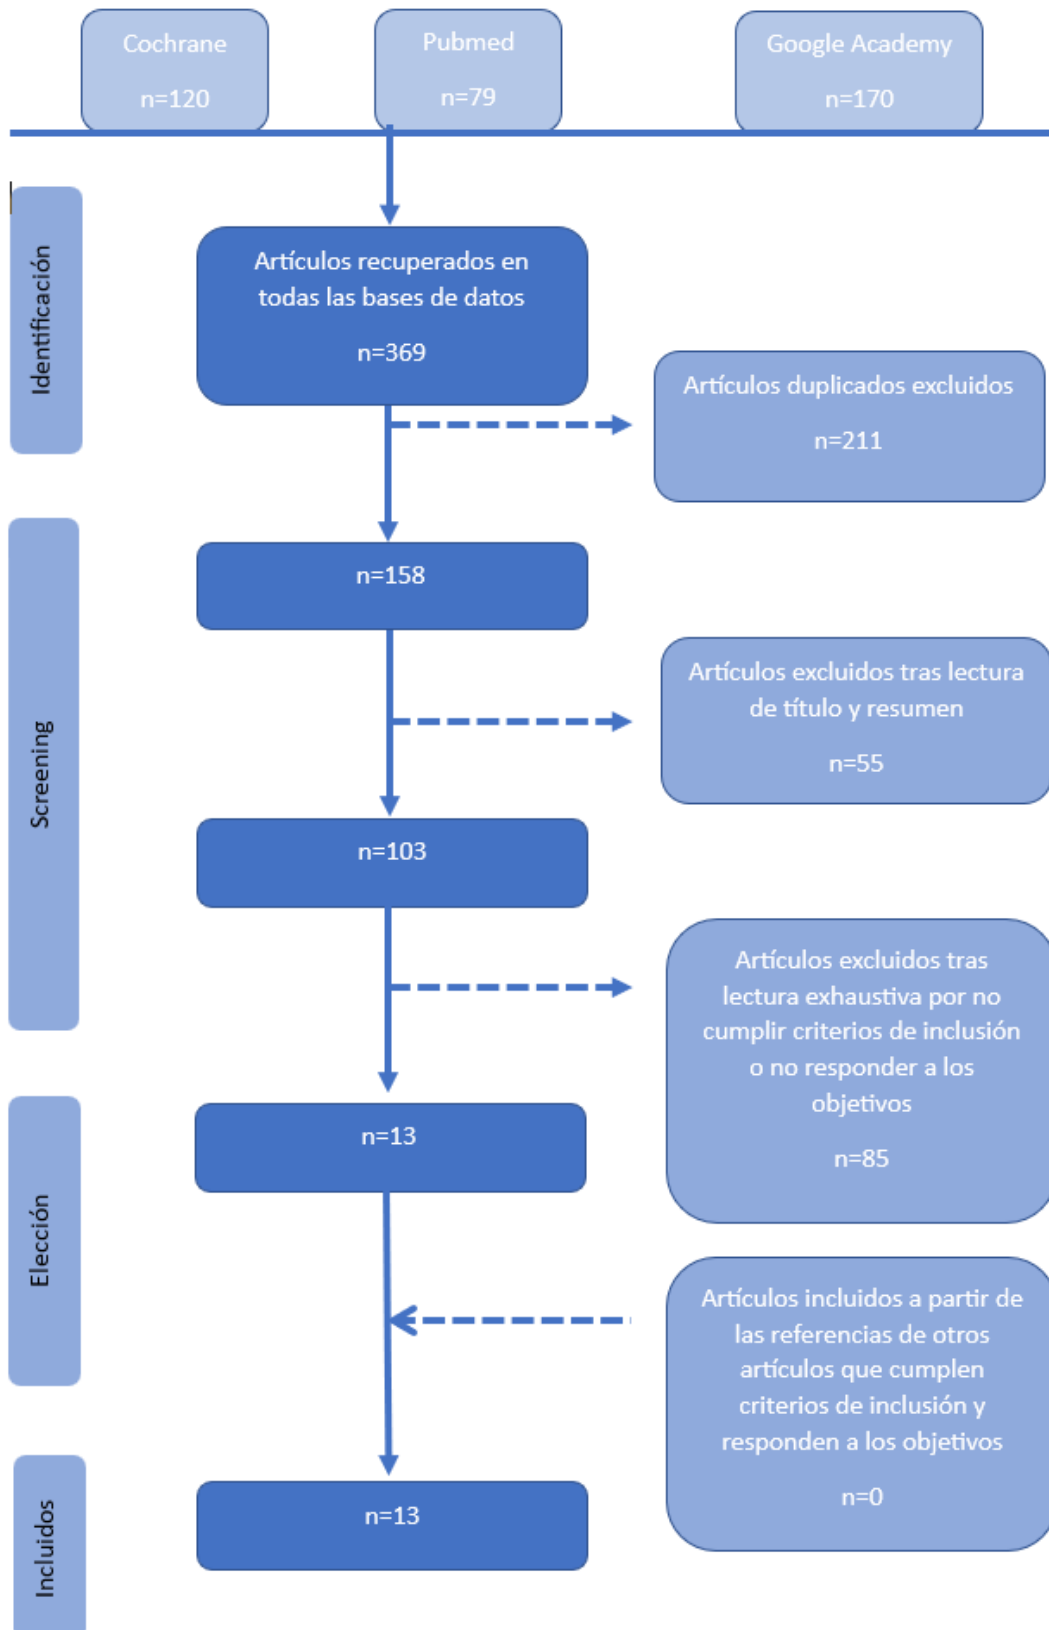 Cochrane
n=120
Pubmed
n=79
Google Academy
n=170
Identificación
Artículos recuperados en
todas las bases de datos
n=369
Artículos duplicados excluidos
n=211
Screening
n=158
Artículos excluidos tras lectura
de título y resumen
n=55
n=103
Artículos excluidos tras
lectura exhaustiva por no
cumplir criterios de inclusión
o no responder a los
objetivos
n=85
Elección
n=13
Artículos incluidos a partir de
las referencias de otros
artículos que cumplen
criterios de inclusión y
responden a los objetivos
n=0
Incluidos
n=13